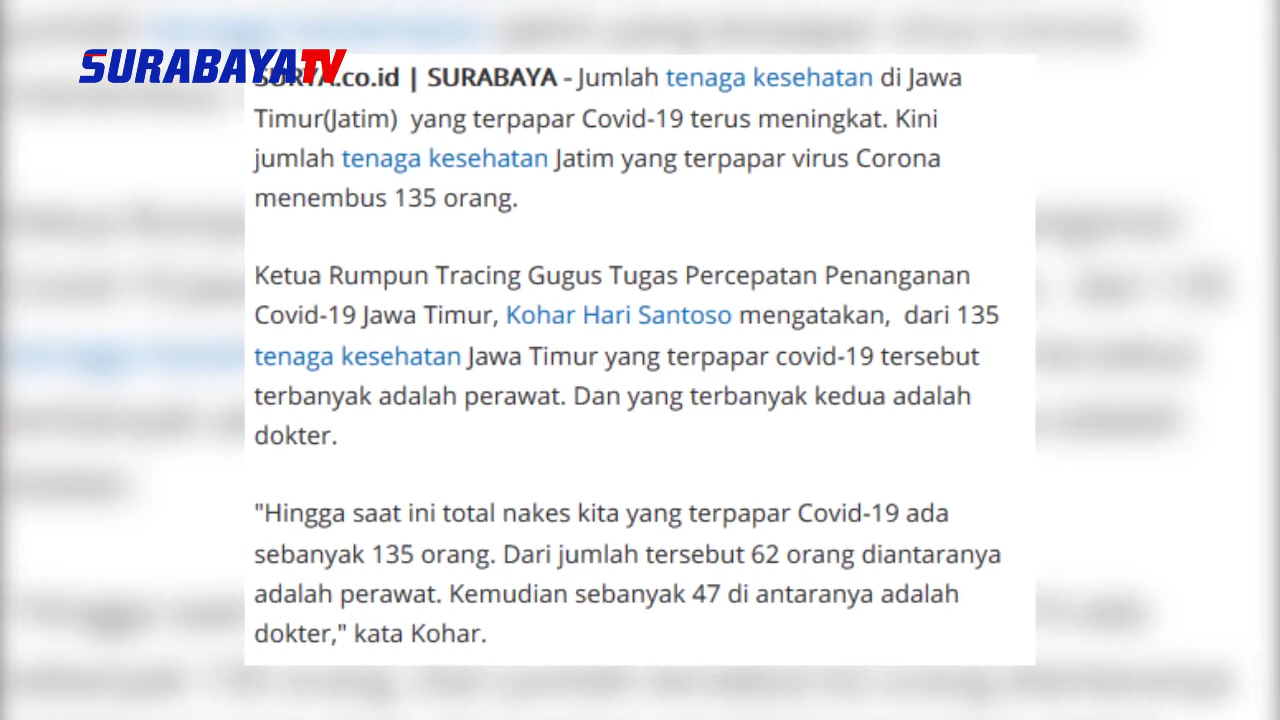 SURABAYATV
SURYA.co.id | SURABAYA - Jumlah tenaga kesehatan di Jawa
Timur(Jatim) yang terpapar Covid-19 terus meningkat. Kini
jumlah tenaga kesehatan Jatim yang terpapar virus Corona
menembus 135 orang.
Ketua Rumpun Tracing Gugus Tugas Percepatan Penanganan
Covid-19 Jawa Timur, Kohar Hari Santoso mengatakan, dari 135
tenaga kesehatan Jawa Timur yang terpapar covid-19 tersebut
terbanyak adalah perawat. Dan yang terbanyak kedua adalah
dokter.
"Hingga saat ini total nakes kita yang terpapar Covid-19 ada
sebanyak 135 orang. Dari jumlah tersebut 62 orang diantaranya
adalah perawat. Kemudian sebanyak 47 di antaranya adalah
dokter," kata Kohar.